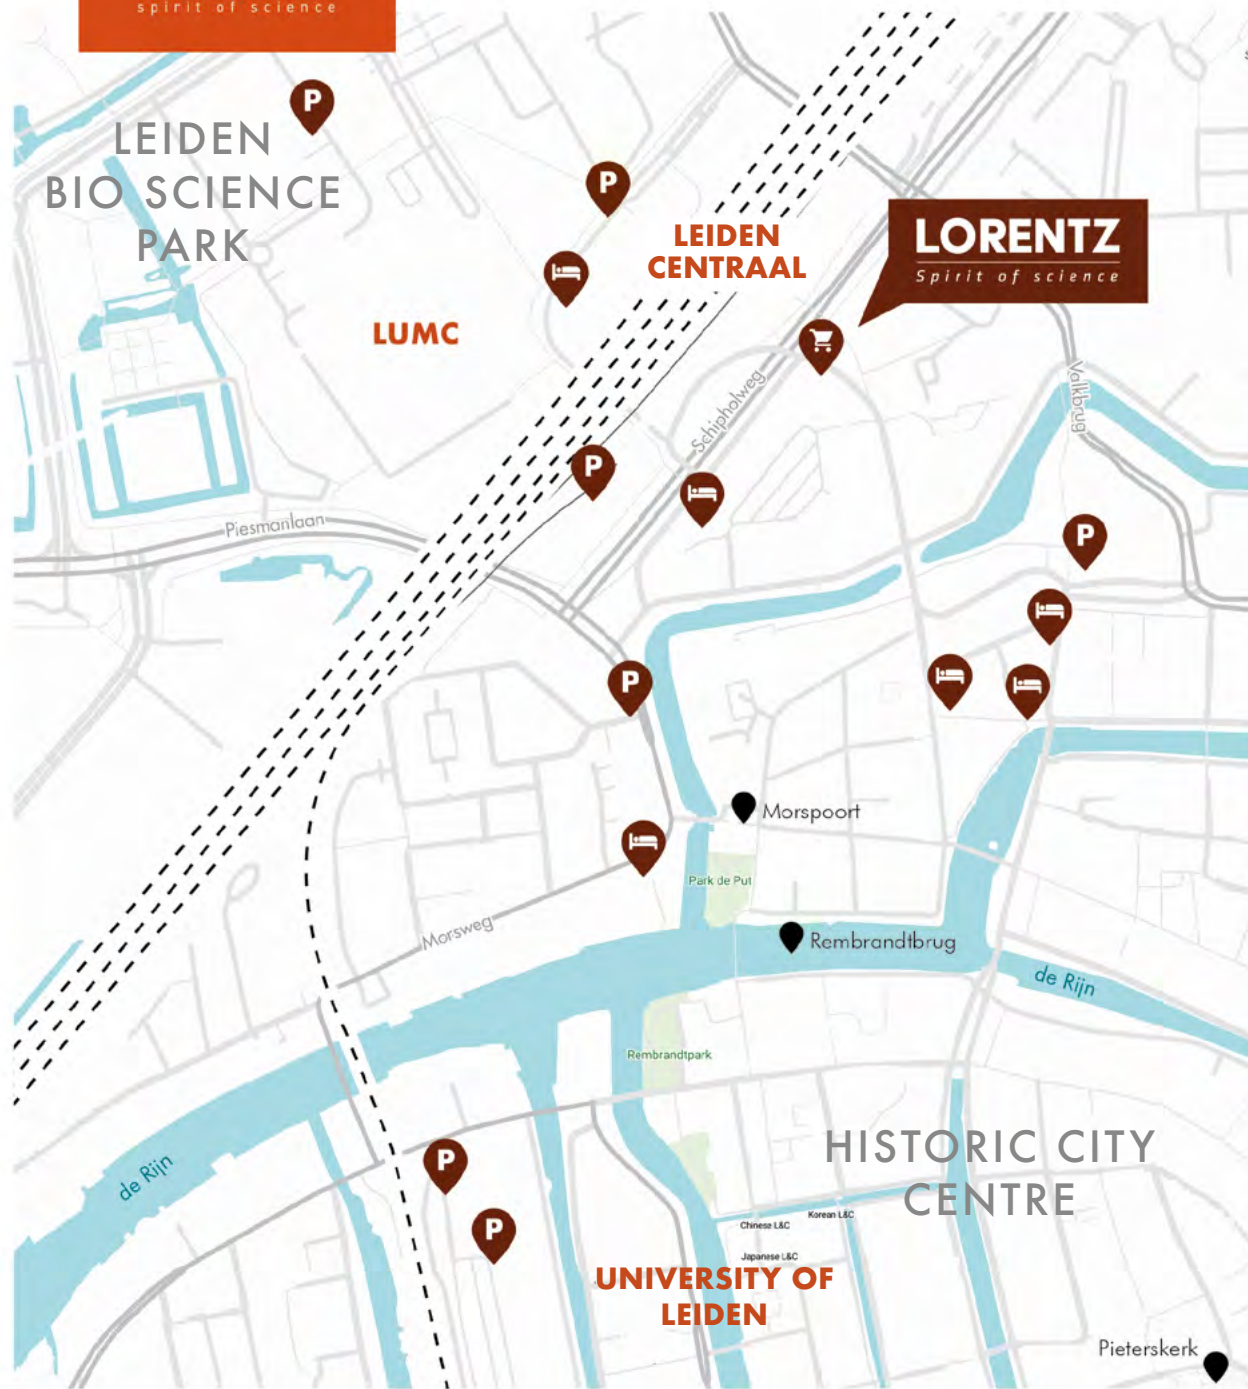 spirit of science
P
LEIDEN
BIO SCIENCE
PARK
P
LEIDEN
CENTRAAL
LORENTZ
Spirit of science
LUMC
Valkbrug
Schipholweg
P
Piesmanlaan
P
P
Morspoort
Park de Put
Morsweg
Rembrandtbrug
de Rijn
Rembrandtpark
HISTORIC CITY
CENTRE
P
de Rijn
Korean L&C
Chinese L&C
P
Japanese L&C
UNIVERSITY OF
LEIDEN
Pieterskerk